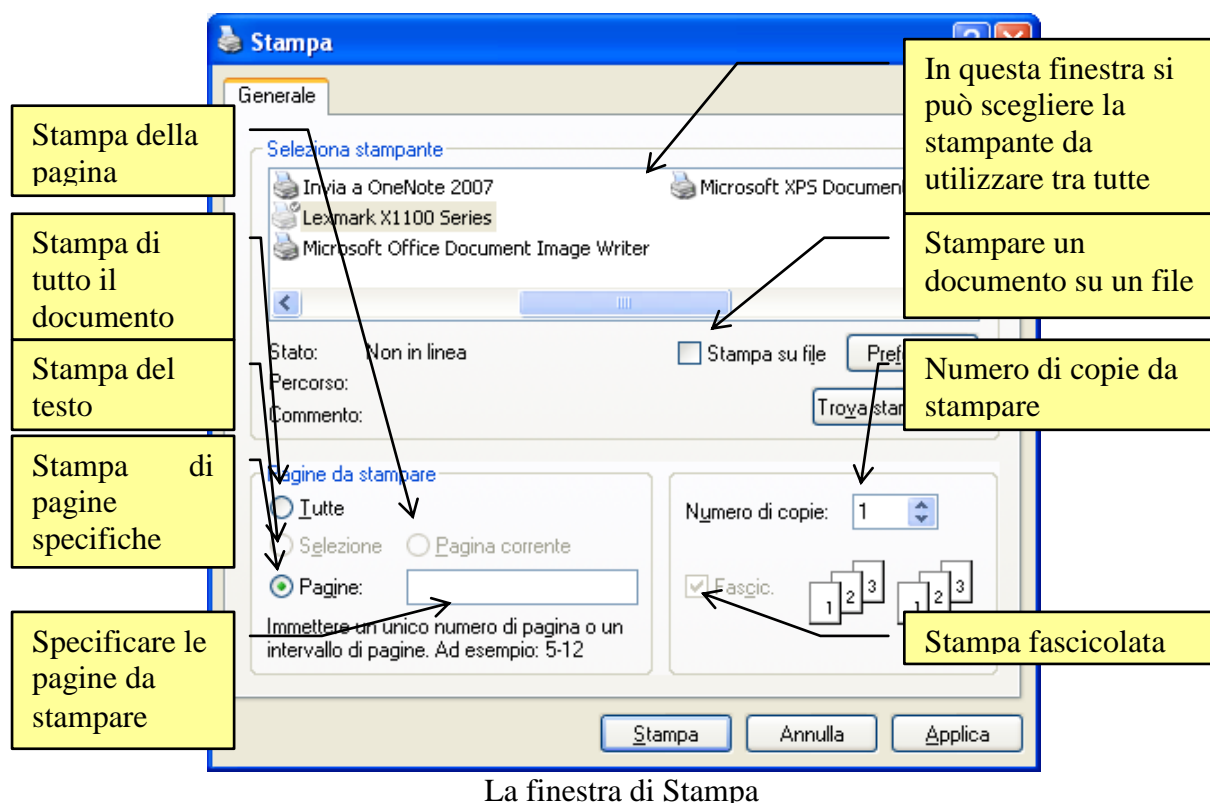 Stampa
Generale
In questa finestra si
può scegliere la
stampante da
utilizzare tra tutte
Stampa della
pagina
Seleziona stampante
Invia a OneNote 2007
Microsoft XPS Documen
Lexmark X1100 Series
Microsoft Office Document Image Writer
Stampa di
tutto il
documento
Stampare un
documento su un file
Stato: Non in linea
Stampa su file
Percorso:
Commento:
Numero di copie da
stampare
Stampa del
testo
Stampa di
pagine
specifiche
Pagine da stampare
Tutte
Selezione
Pagina corrente
Pagine:
Immettere un unico numero di pagina o un
intervallo di pagine. Ad esempio: 5-12
Numero di copie: 1
Fascic.
1 2 3 1 2 3
Specificare le
pagine da
stampare
Stampa fascicolata
Stampa
Annulla
Applica
La finestra di Stampa